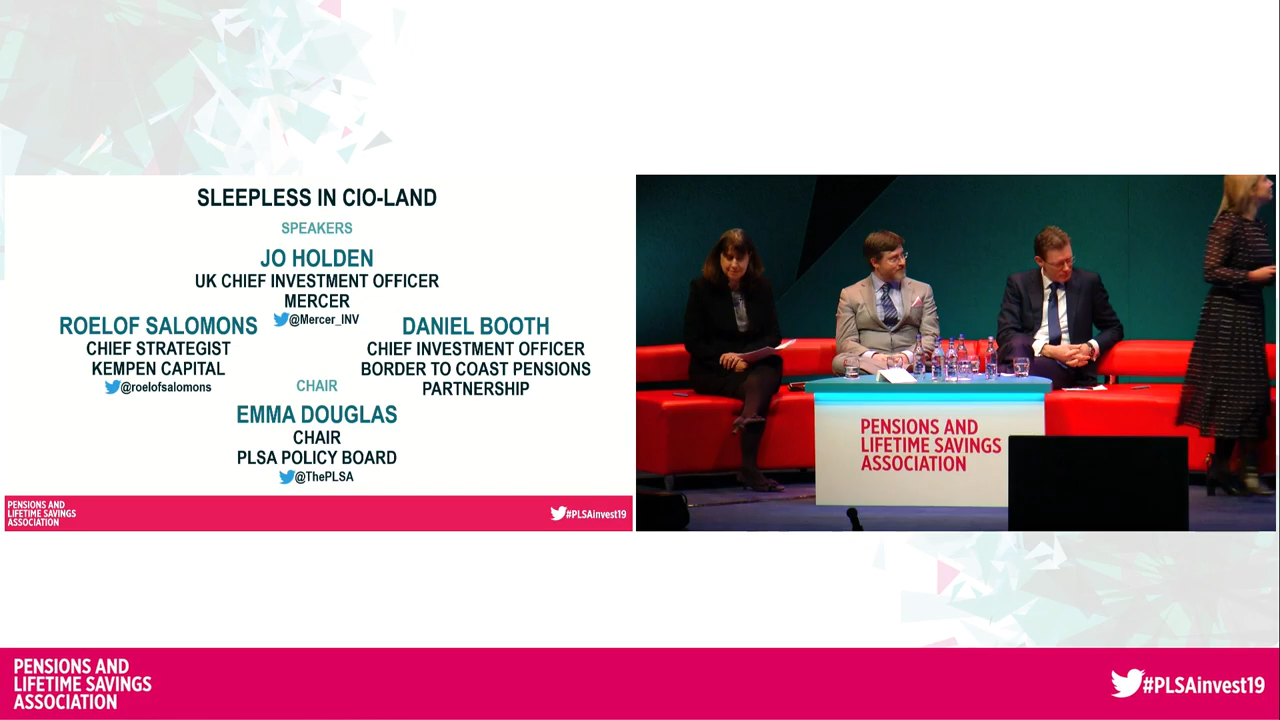 SLEEPLESS IN CIO-LAND
SPEAKERS
JO HOLDEN
UK CHIEF INVESTMENT OFFICER
MERCER
@Mercer_INV
ROELOF SALOMONS
CHIEF STRATEGIST
KEMPEN CAPITAL
@roelofsalomons
DANIEL BOOTH
CHIEF INVESTMENT OFFICER
BORDER TO COAST PENSIONS
PARTNERSHIP
CHAIR
EMMA DOUGLAS
CHAIR
PLSA POLICY BOARD
@ThePLSA
PENSIONS AND
LIFETIME SAVINGS
ASSOCIATION
#PLSAinvest19
PENSIONS AND
LIFETIME SAVINGS
ASSOCIATION
PENSIONS AND
LIFETIME SAVINGS
ASSOCIATION
#PLSAinvest19